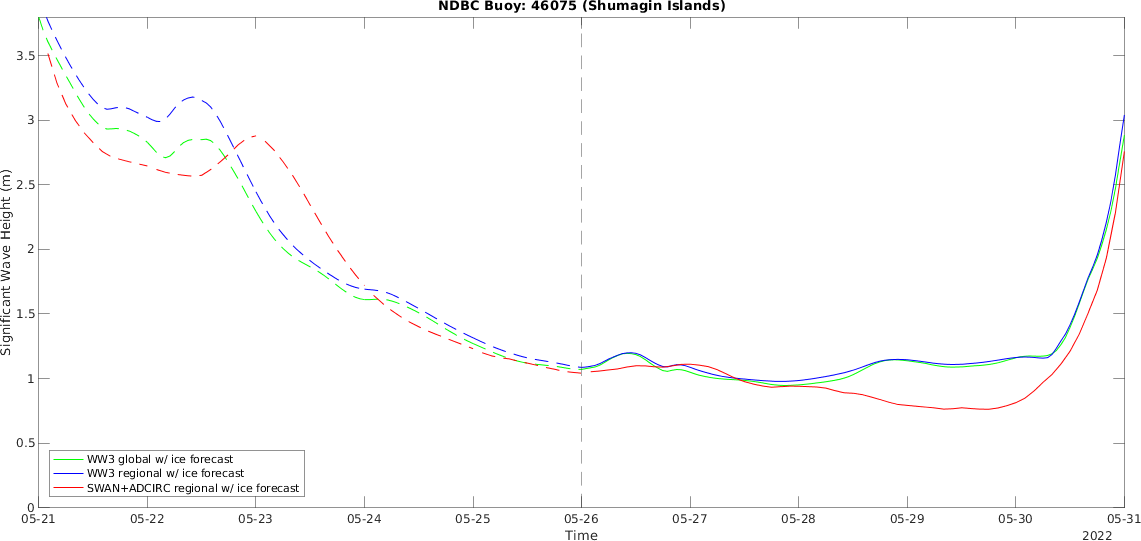 NDBC Buoy: 46075 (Shumagin Islands)
Significant Wave Height (m)
3.5
3
2.5
2
1.5
1
0.5
0
WW3 global w/ ice forecast
WW3 regional w/ ice forecast
SWAN+ADCIRC regional w/ ice forecast
05-21 05-22 05-23 05-24 05-25 05-26 05-27 05-28 05-29 05-30 05-31
Time
2022